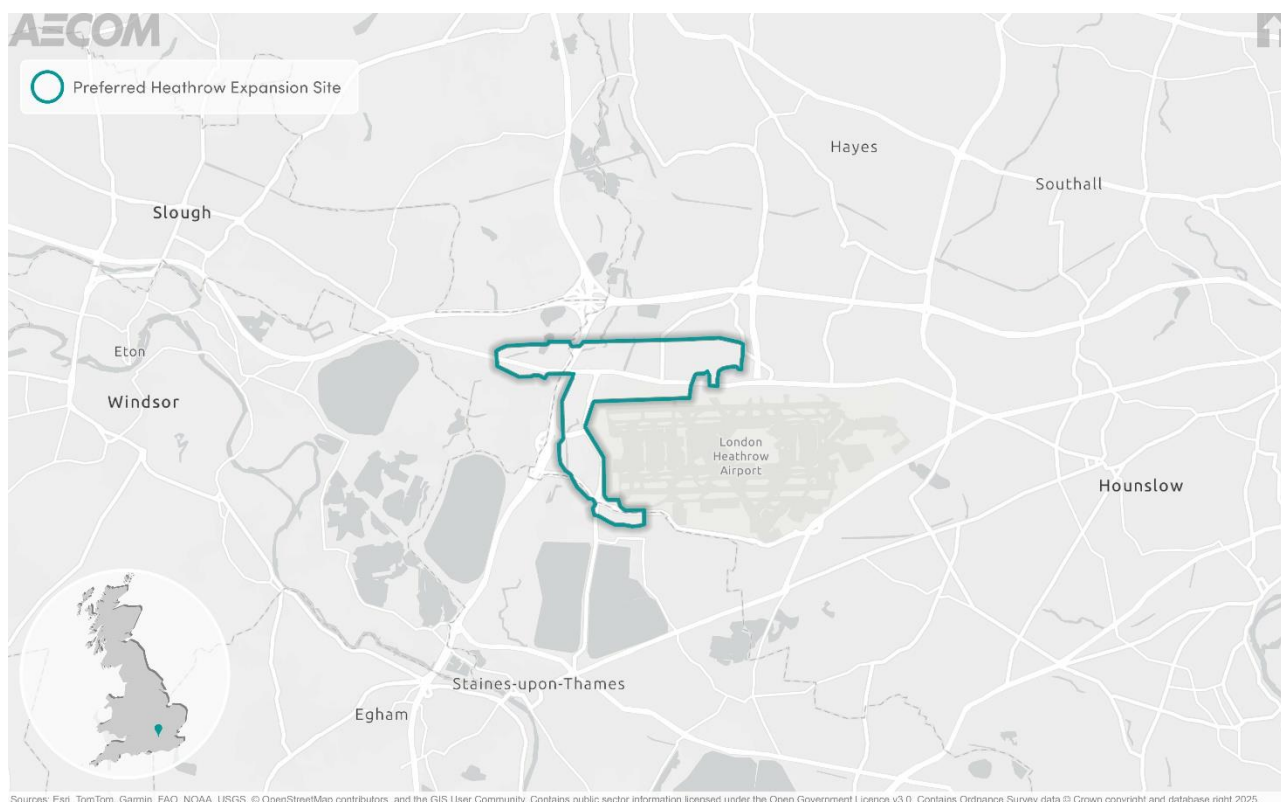 AECOM
Preferred Heathrow Expansion Site
Hayes
Southall
Slough
Eton
Windsor
London
Heathrow
Airport
Hounslow
Staines-upon-Thames
Egham
Sources: Esri, TomTom, Garmin, FAO, NOAA, USGS, © OpenStreetMap contributors, and the GIS User Community. Contains public sector information licensed under the Open Government Licence v3.0. Contains Ordnance Survey data © Crown copyright and database right 2025